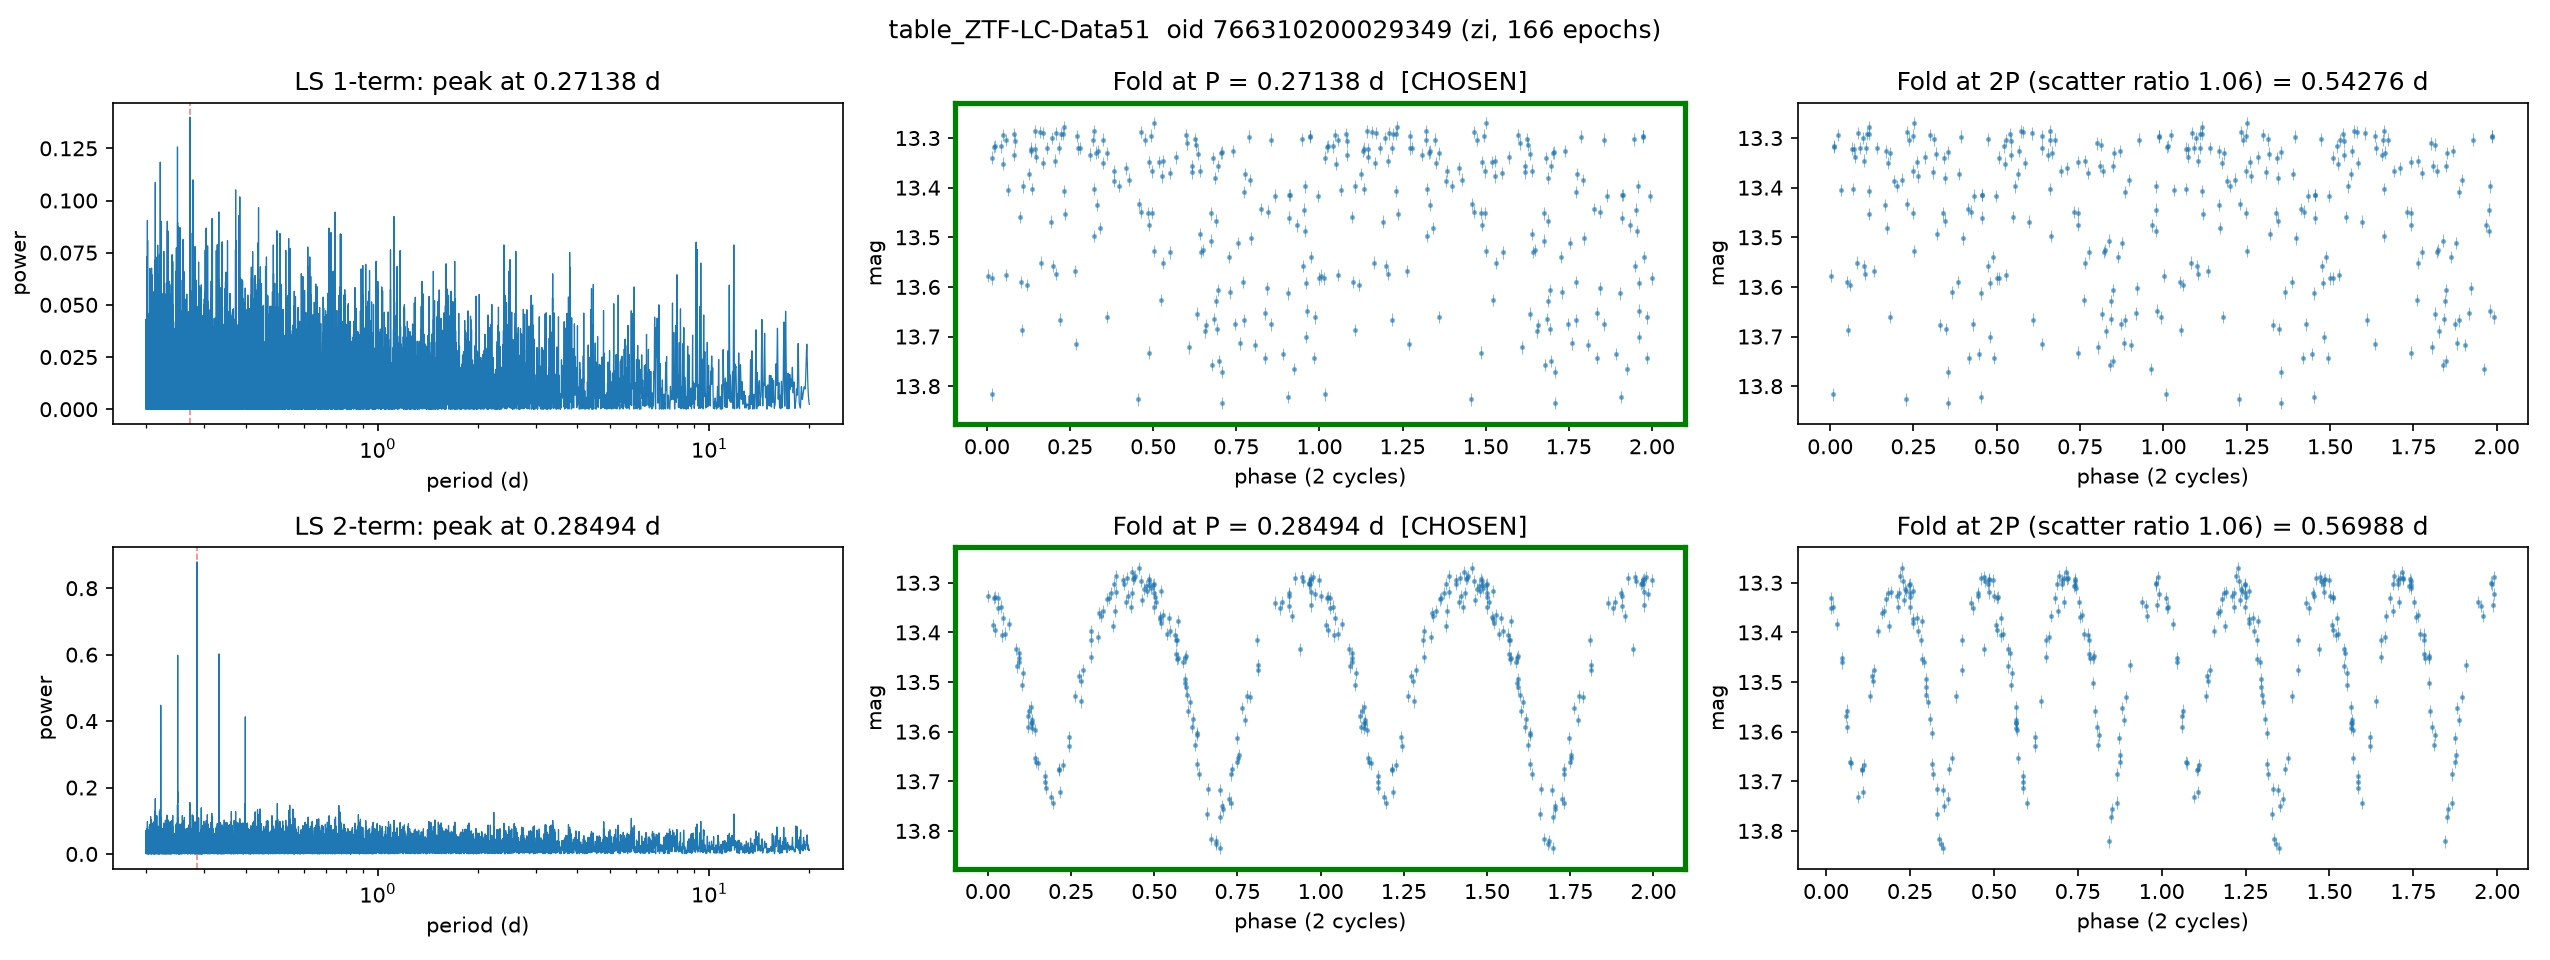 table_ZTF-LC-Data51  oid 766310200029349 (zi, 166 epochs)
LS 1-term: peak at 0.27138 d
power
0.125
0.100
0.075
0.050
0.025
0.000
10⁰
10¹
period (d)
Fold at P = 0.27138 d  [CHOSEN]
mag
13.3
13.4
13.5
13.6
13.7
13.8
0.00 0.25 0.50 0.75 1.00 1.25 1.50 1.75 2.00
phase (2 cycles)
Fold at 2P (scatter ratio 1.06) = 0.54276 d
mag
13.3
13.4
13.5
13.6
13.7
13.8
0.00 0.25 0.50 0.75 1.00 1.25 1.50 1.75 2.00
phase (2 cycles)
LS 2-term: peak at 0.28494 d
power
0.8
0.6
0.4
0.2
0.0
10⁰
10¹
period (d)
Fold at P = 0.28494 d  [CHOSEN]
mag
13.3
13.4
13.5
13.6
13.7
13.8
0.00 0.25 0.50 0.75 1.00 1.25 1.50 1.75 2.00
phase (2 cycles)
Fold at 2P (scatter ratio 1.06) = 0.56988 d
mag
13.3
13.4
13.5
13.6
13.7
13.8
0.00 0.25 0.50 0.75 1.00 1.25 1.50 1.75 2.00
phase (2 cycles)